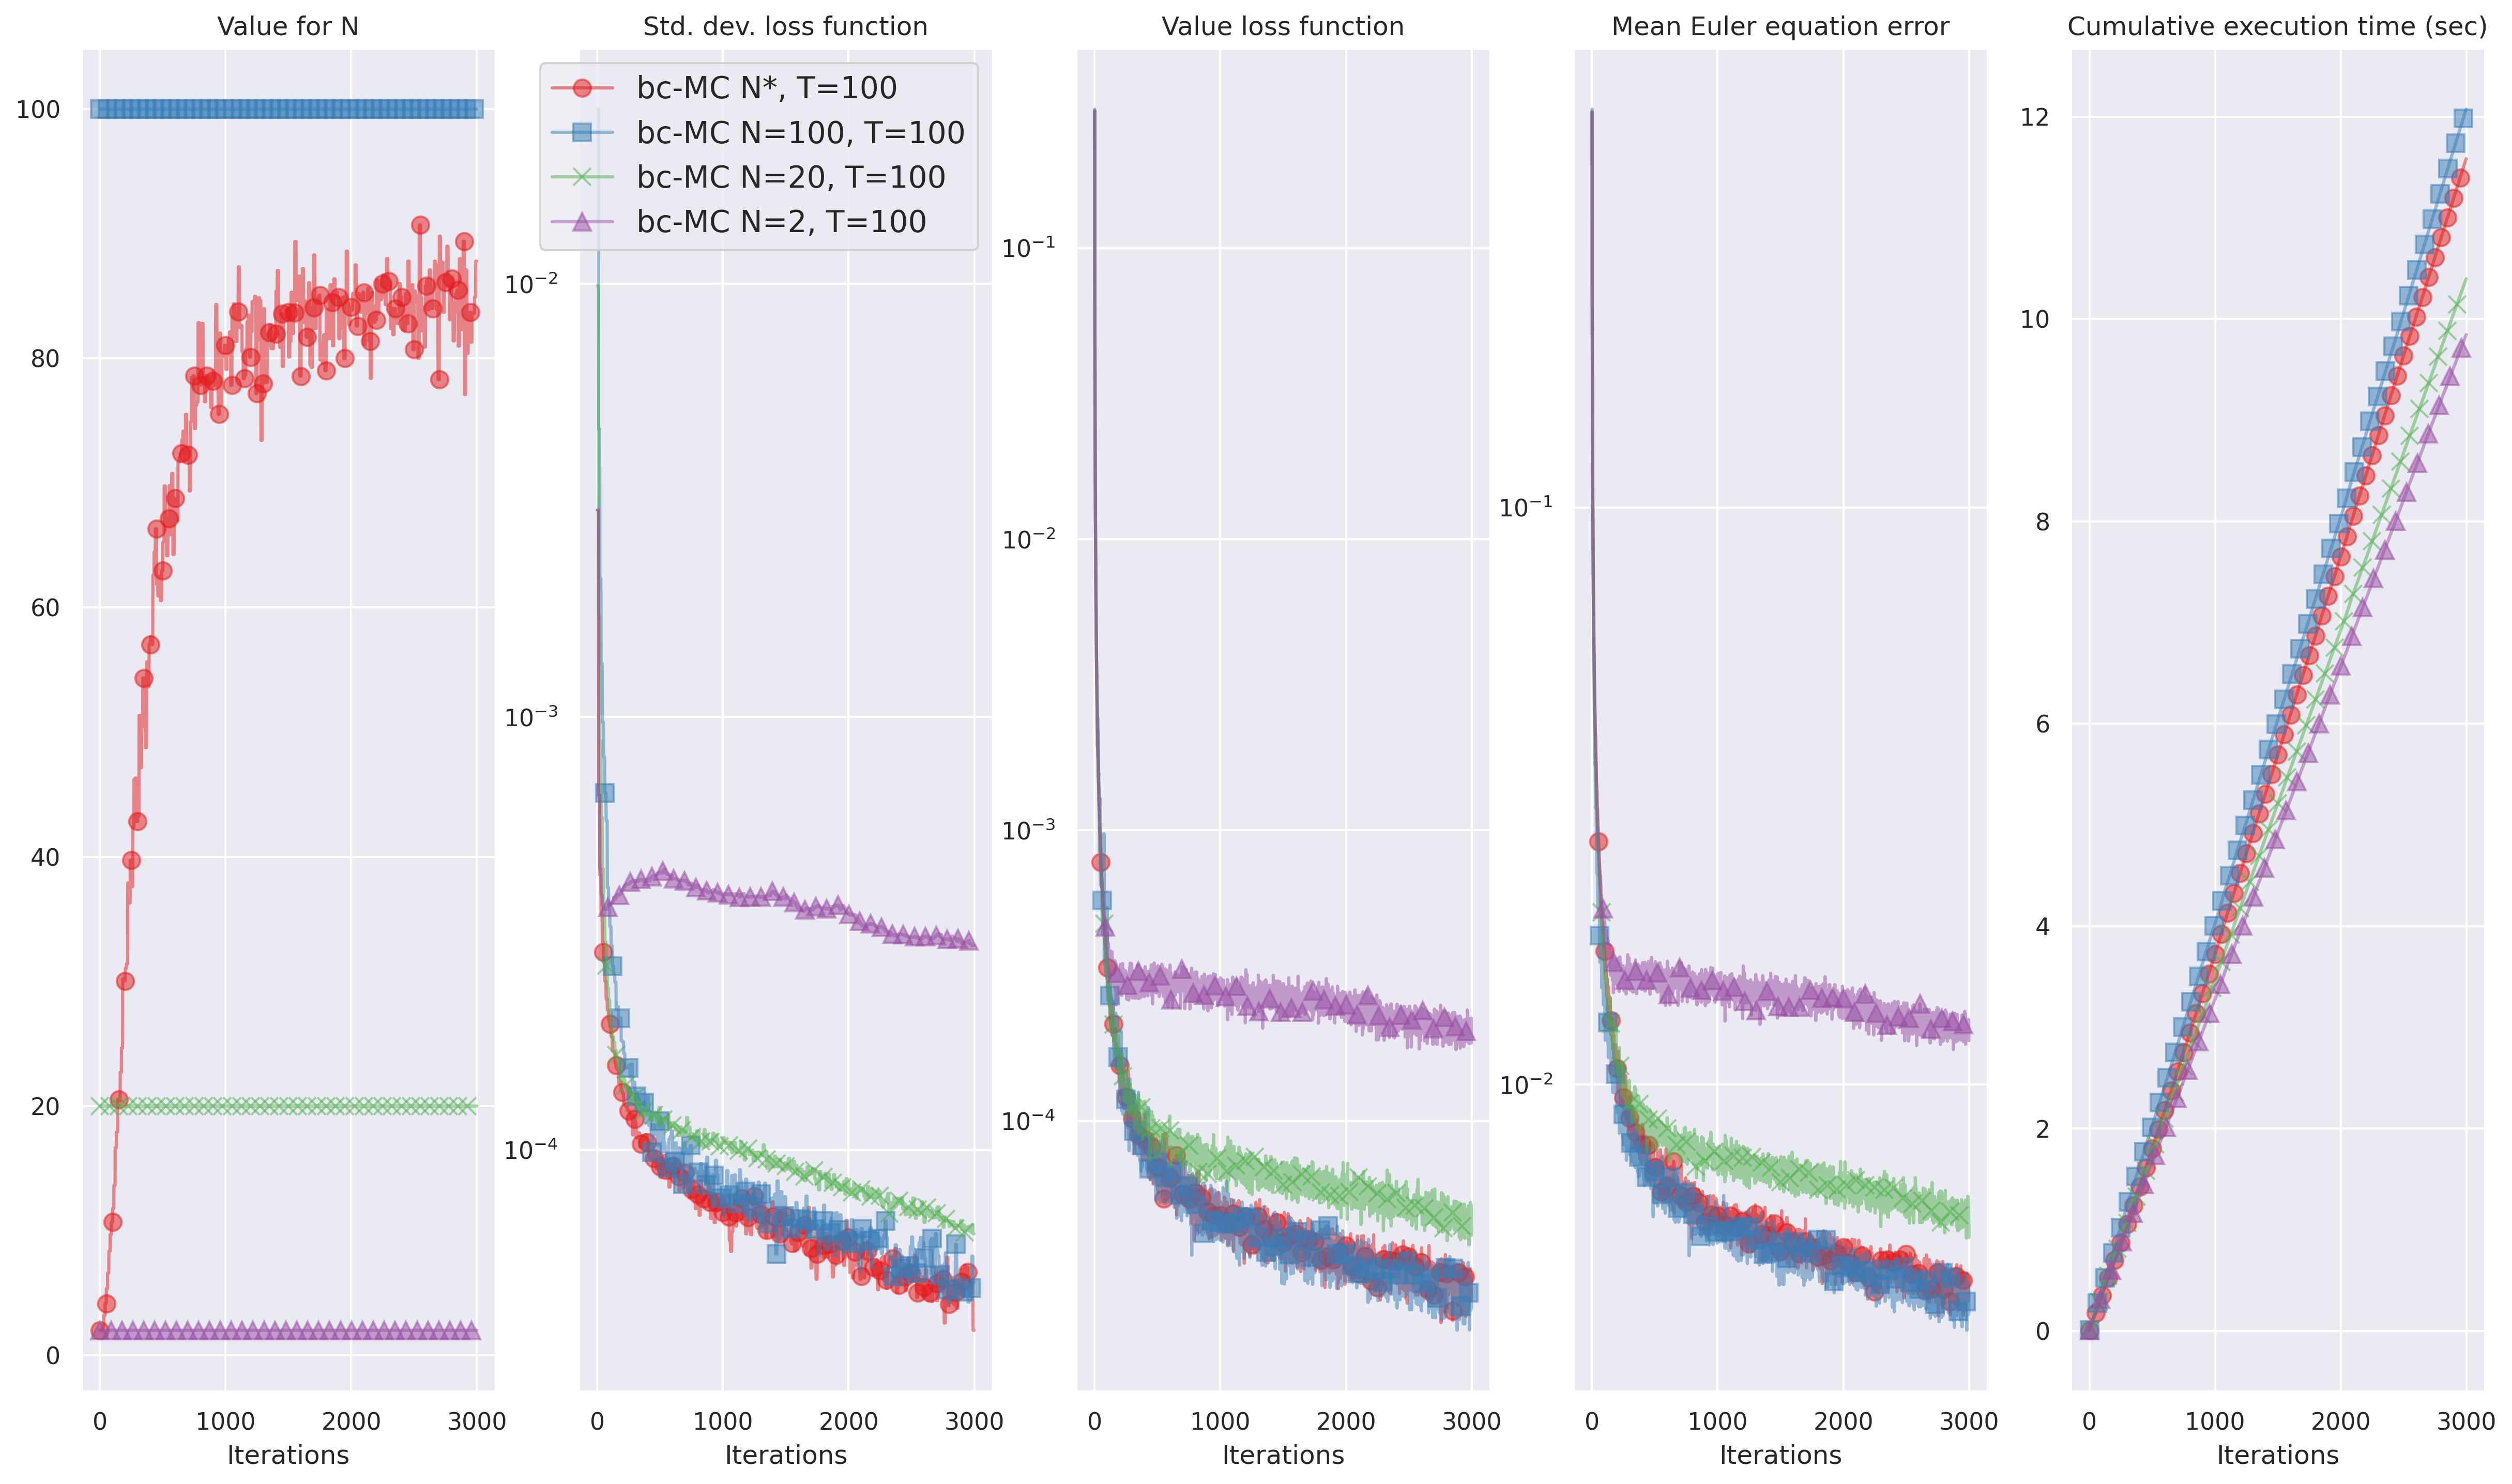 Value for N
Std. dev. loss function
Value loss function
Mean Euler equation error
Cumulative execution time (sec)
bc-MC N*, T=100
bc-MC N=100, T=100
bc-MC N=20, T=100
bc-MC N=2, T=100
100
80
60
40
20
0
0 1000 2000 3000
Iterations
10⁻²
10⁻³
10⁻⁴
0 1000 2000 3000
Iterations
10⁻¹
10⁻²
10⁻³
10⁻⁴
0 1000 2000 3000
Iterations
10⁻¹
10⁻²
0 1000 2000 3000
Iterations
12
10
8
6
4
2
0
0 1000 2000 3000
Iterations